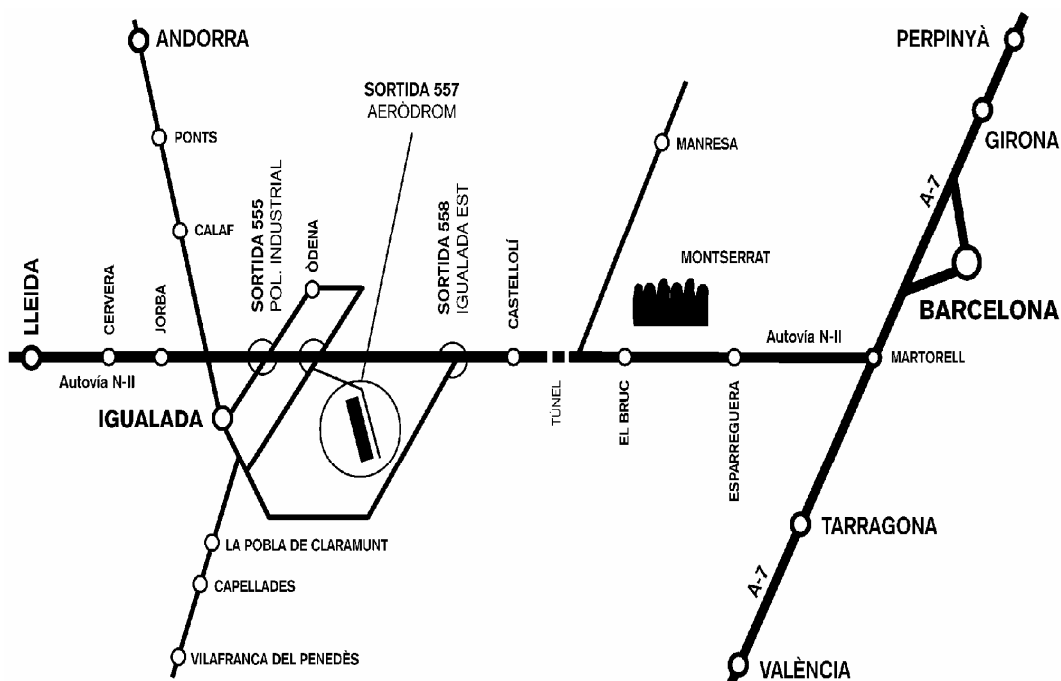 ANDORRA
PERPINYÀ
SORTIDA 557
AERÒDROM
PONTS
MANRESA
GIRONA
A-7
CALAF
SORTIDA 555
POL. INDUSTRIAL
ÒDENA
SORTIDA 558
IGUALADA EST
MONTSERRAT
BARCELONA
LLEIDA
CERVERA
JORBA
CASTELLOLÍ
Autovía N-II
MARTORELL
Autovía N-II
TÚNEL
EL BRUC
ESPARREGUERA
IGUALADA
TARRAGONA
LA POBLA DE CLARAMUNT
CAPELLADES
A-7
VILAFRANCA DEL PENEDÈS
VALÈNCIA